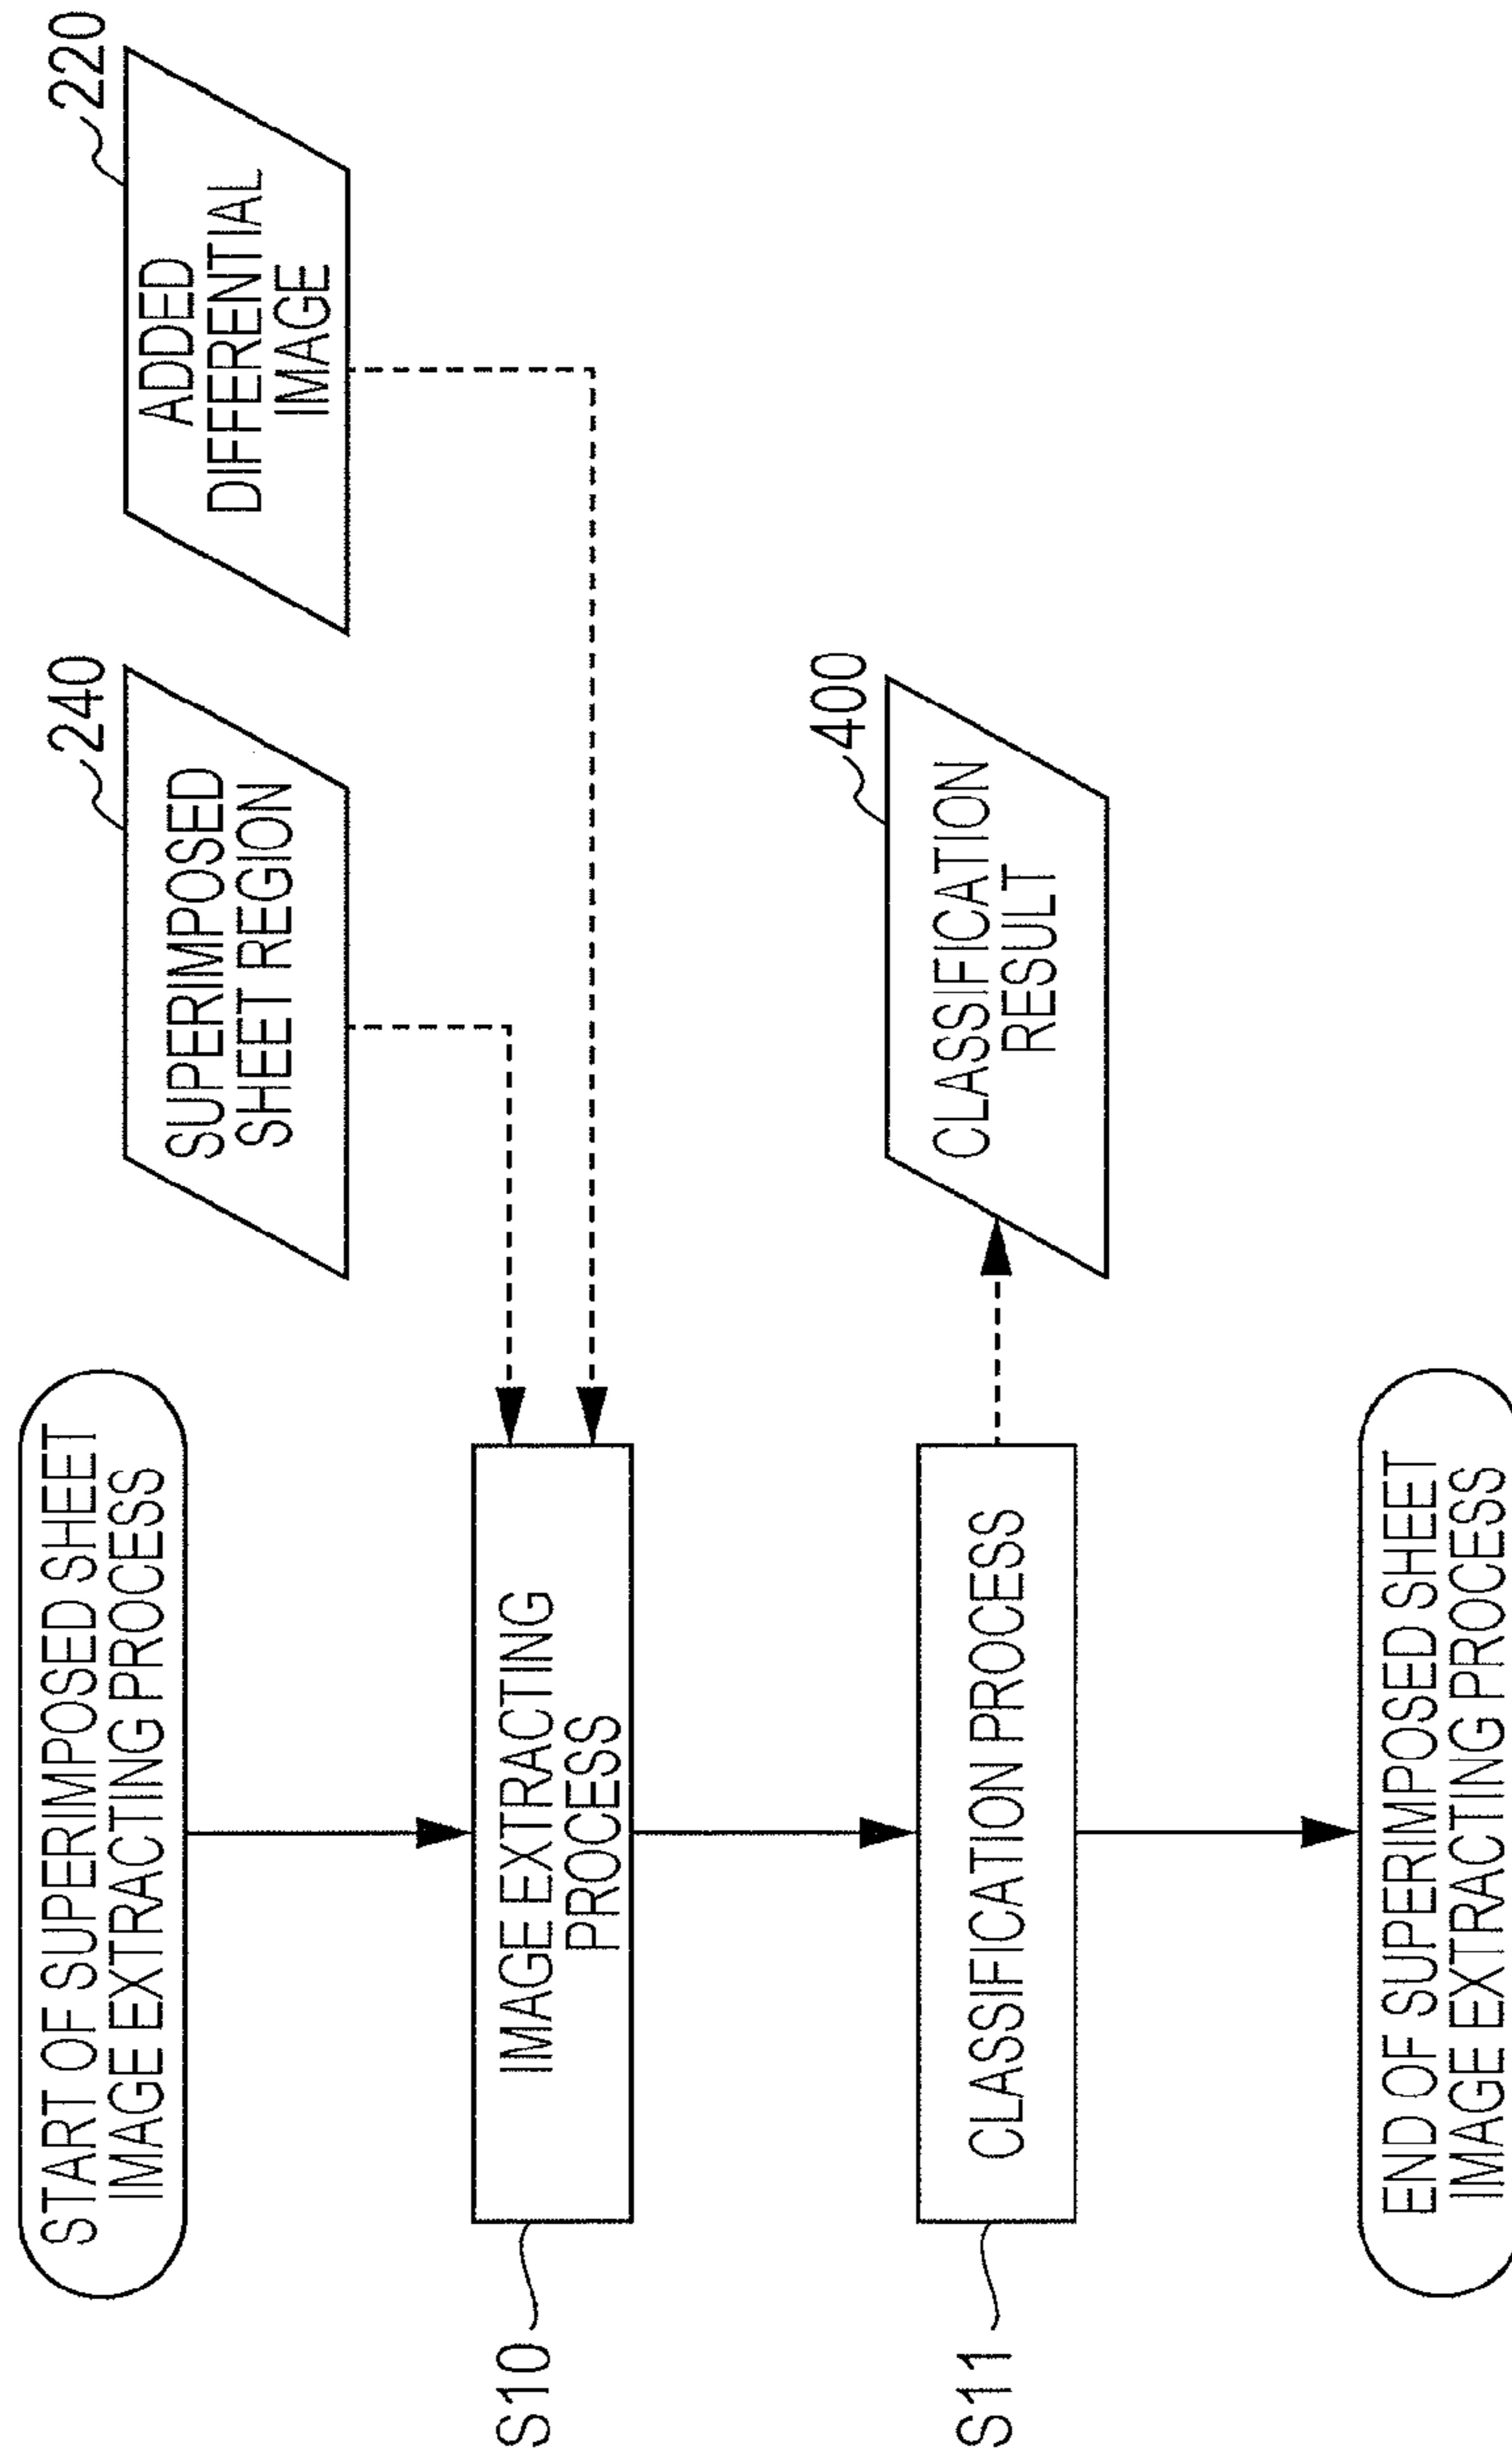 START OF SUPERIMPOSED SHEET
IMAGE EXTRACTING PROCESS
240
SUPERIMPOSED
SHEET REGION
220
ADDED
DIFFERENTIAL
IMAGE
S10
IMAGE EXTRACTING
PROCESS
S11
CLASSIFICATION PROCESS
400
CLASSIFICATION
RESULT
END OF SUPERIMPOSED SHEET
IMAGE EXTRACTING PROCESS